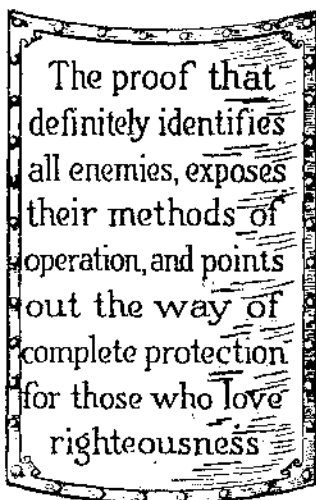 The proof that
definitely identifies
all enemies, exposes
their methods of
operation, and points
out the way of
complete protection
for those who love
righteousness